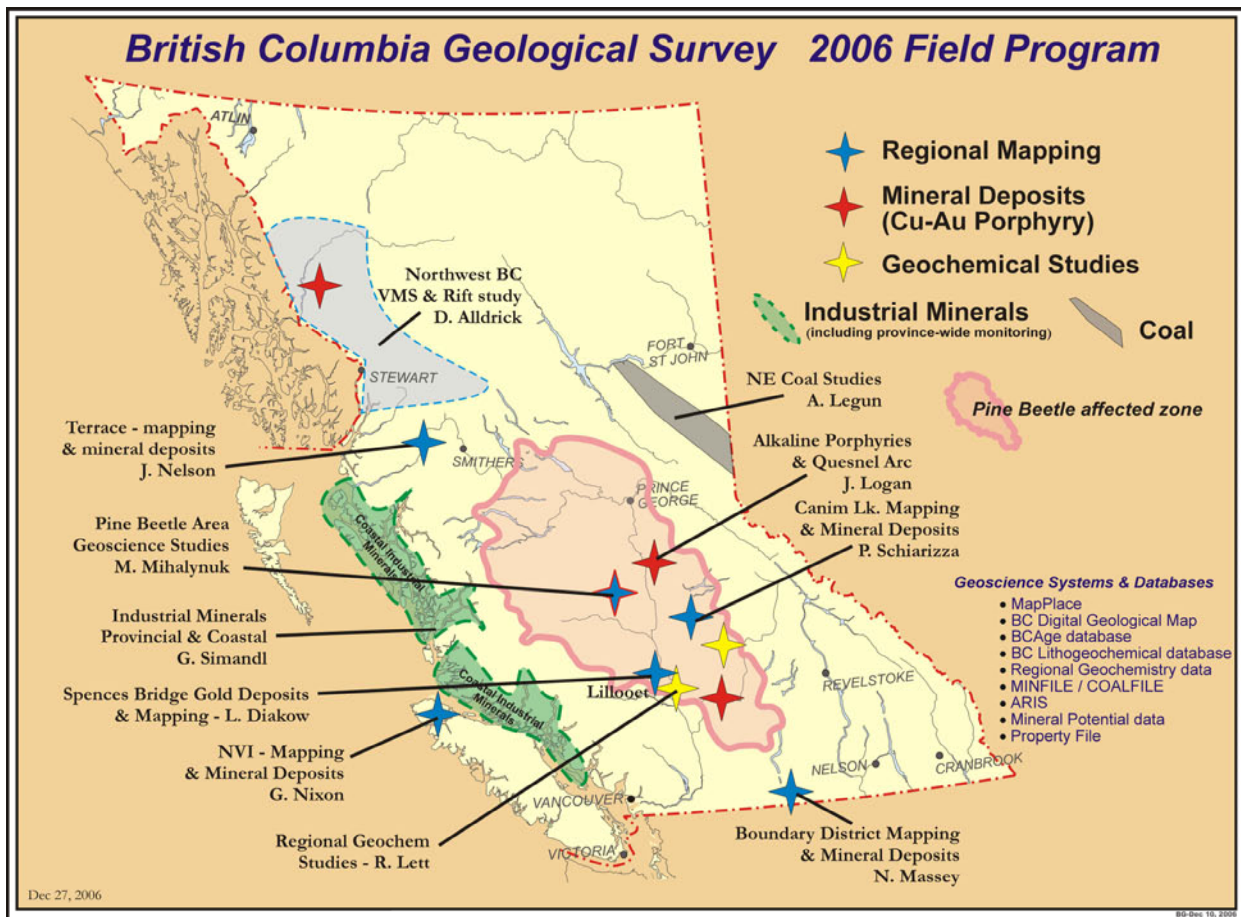 British Columbia Geological Survey 2006 Field Program
ATLIN
Regional Mapping
Mineral Deposits
(Cu-Au Porphyry)
Geochemical Studies
Industrial Minerals
(including province-wide monitoring)
Coal
Pine Beetle affected zone
Northwest BC
VMS & Rift study
D. Alldrick
STEWART
FORT
ST JOHN
NE Coal Studies
A. Legun
Terrace - mapping
& mineral deposits
J. Nelson
SMITHERS
PRINCE
GEORGE
Alkaline Porphyries
& Quesnel Arc
J. Logan
Canim Lk. Mapping
& Mineral Deposits
P. Schiarizza
Pine Beetle Area
Geoscience Studies
M. Mihalynuk
Coastal Industrial
Minerals
Industrial Minerals
Provincial & Coastal
G. Simandl
Geoscience Systems & Databases
• MapPlace
• BC Digital Geological Map
• BCAge database
• BC Lithogeochemical database
• Regional Geochemistry data
• MINFILE / COALFILE
• ARIS
• Mineral Potential data
• Property File
Spences Bridge Gold Deposits
& Mapping - L. Diakow
Lillooet
Coastal Industrial
Minerals
REVELSTOKE
NVI - Mapping
& Mineral Deposits
G. Nixon
NELSON
CRANBROOK
VANCOUVER
Regional Geochem
Studies - R. Lett
VICTORIA
Boundary District Mapping
& Mineral Deposits
N. Massey
Dec 27, 2006
BG-Dec 10, 2006